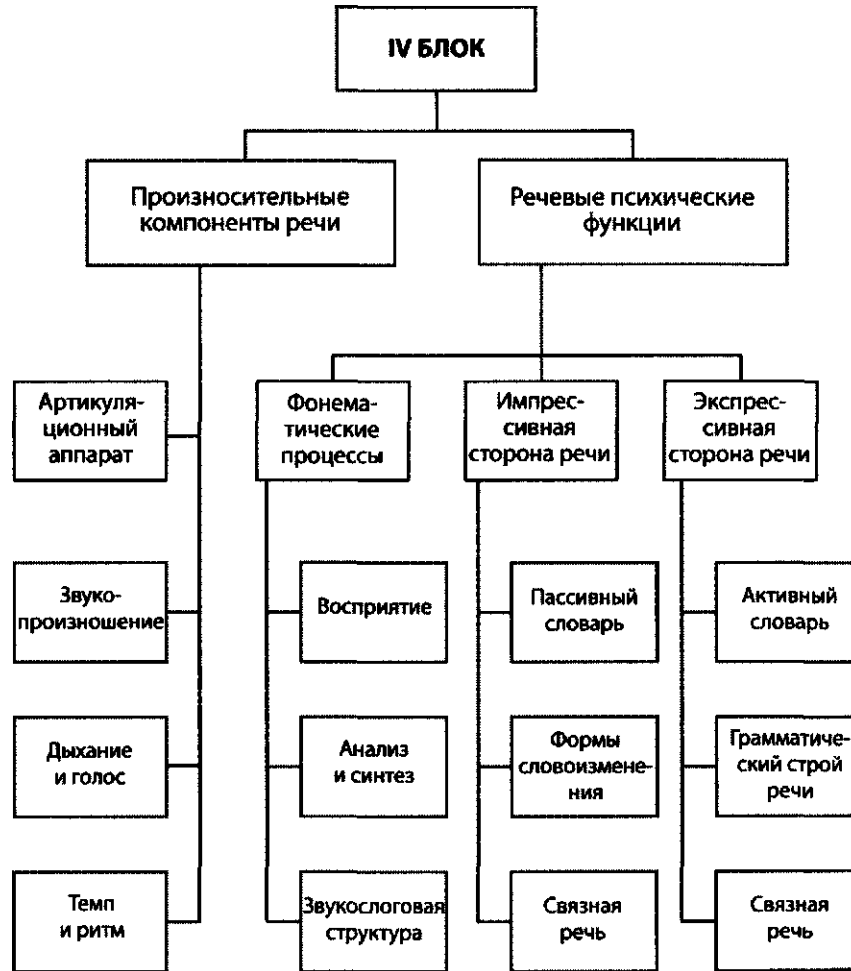 IV БЛОК
Произносительные
компоненты речи
Речевые психические
функции
Артикуля-
ционный
аппарат
Фонема-
тические
процессы
Импрес-
сивная
сторона речи
Экспрес-
сивная
сторона речи
Звуко-
произношение
Восприятие
Пассивный
словарь
Активный
словарь
Дыхание
и голос
Анализ
и синтез
Формы
словоизмене-
ния
Грамматиче-
ский строй
речи
Темп
и ритм
Звукослоговая
структура
Связная
речь
Связная
речь